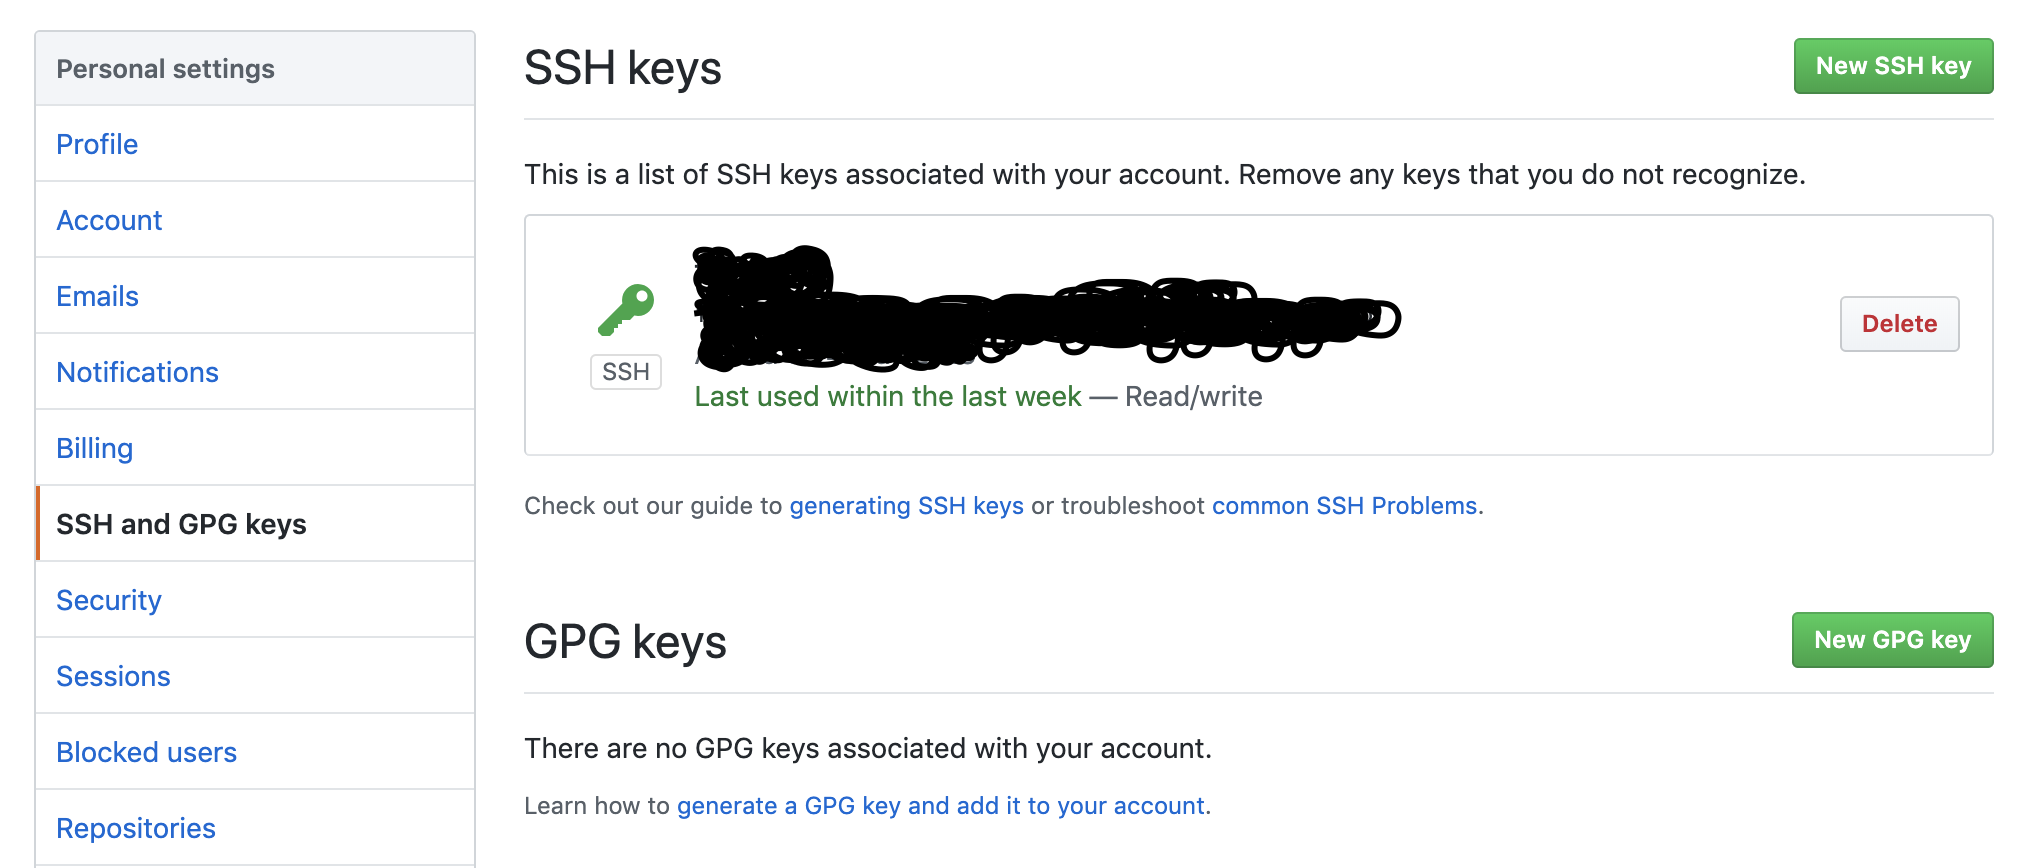 Personal settings
Profile
Account
Emails
Notifications
Billing
SSH and GPG keys
Security
Sessions
Blocked users
Repositories
SSH keys
New SSH key
This is a list of SSH keys associated with your account. Remove any keys that you do not recognize.
SSH
Last used within the last week — Read/write
Delete
Check out our guide to generating SSH keys or troubleshoot common SSH Problems.
GPG keys
New GPG key
There are no GPG keys associated with your account.
Learn how to generate a GPG key and add it to your account.